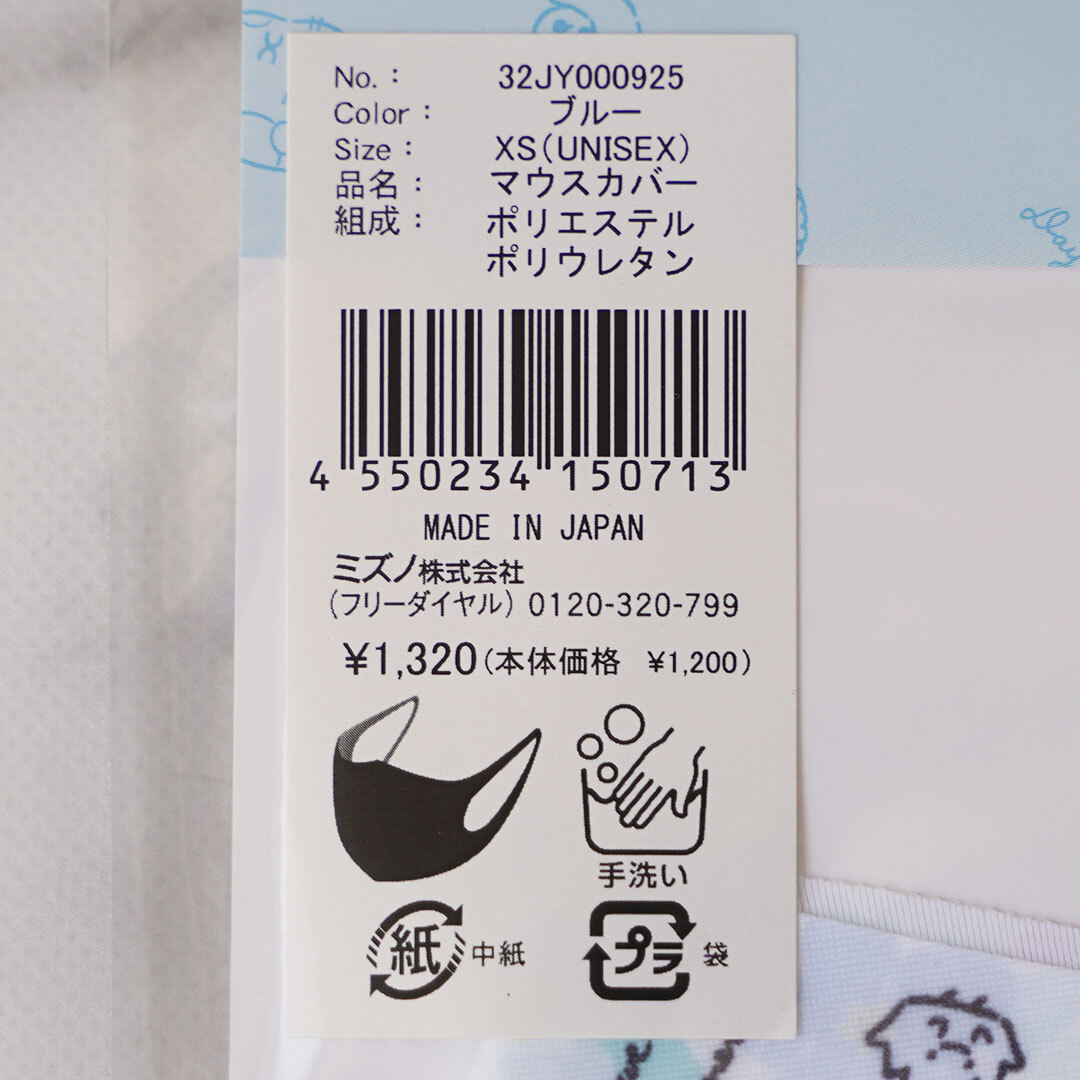 No.： 32JY000925
Color： ブルー
Size： XS(UNISEX)
品名： マウスカバー
組成： ポリエステル
ポリウレタン
4 550234 150713
MADE IN JAPAN
ミズノ株式会社
(フリーダイヤル) 0120-320-799
¥1,320(本体価格 ¥1,200)
手洗い
紙 中紙
プラ 袋
Day